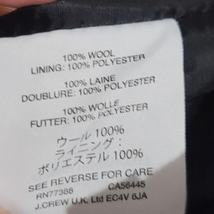 100% WOOL
LINING: 100% POLYESTER
100% LAINE
DOUBLURE: 100% POLYESTER
100% WOLLE
FUTTER: 100% POLYESTER
ウール 100%
ライニング:
ポリエステル 100%
SEE REVERSE FOR CARE
RN77388 CA56445
J.CREW U.K. Ltd EC4V 6JA